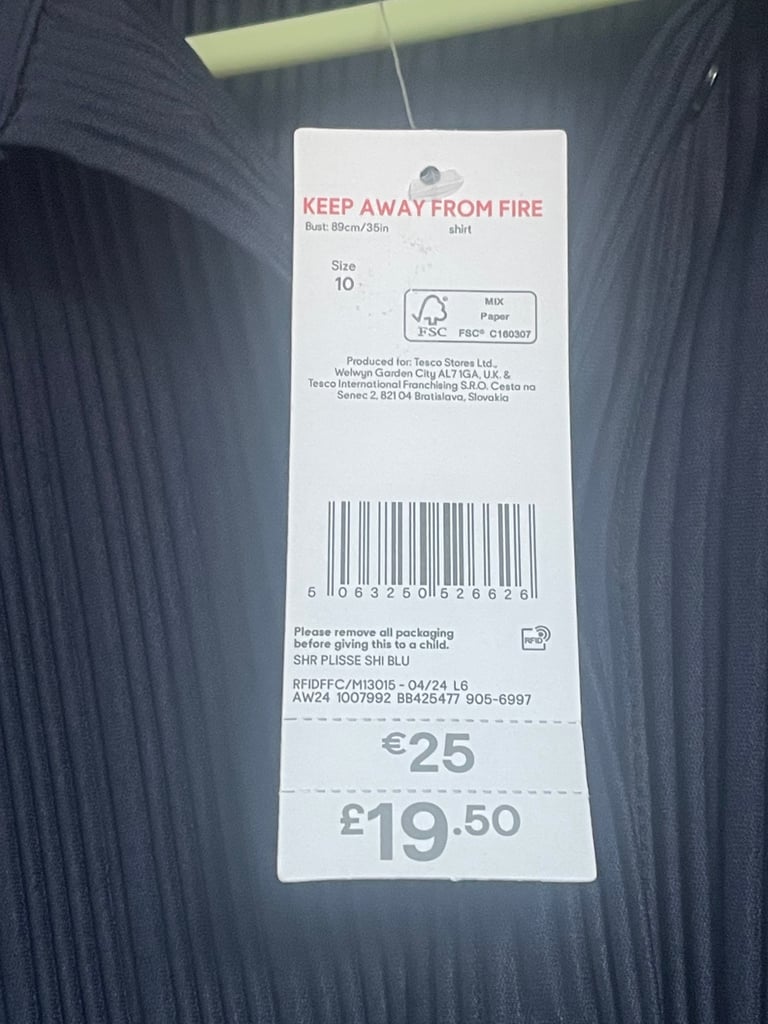 KEEP AWAY FROM FIRE
Bust: 89cm/35in shirt
Size
10
MIX
Paper
FSC® C160307
FSC
Produced for: Tesco Stores Ltd.,
Welwyn Garden City AL7 1GA, U.K. &
Tesco International Franchising S.R.O. Cesta na
Senec 2, 821 04 Bratislava, Slovakia
5 063250 526626
Please remove all packaging
before giving this to a child.
RFID
SHR PLISSE SHI BLU
RFIDFFC/M13015 - 04/24 L6
AW24 1007992 BB425477 905-6997
€25
£19.50